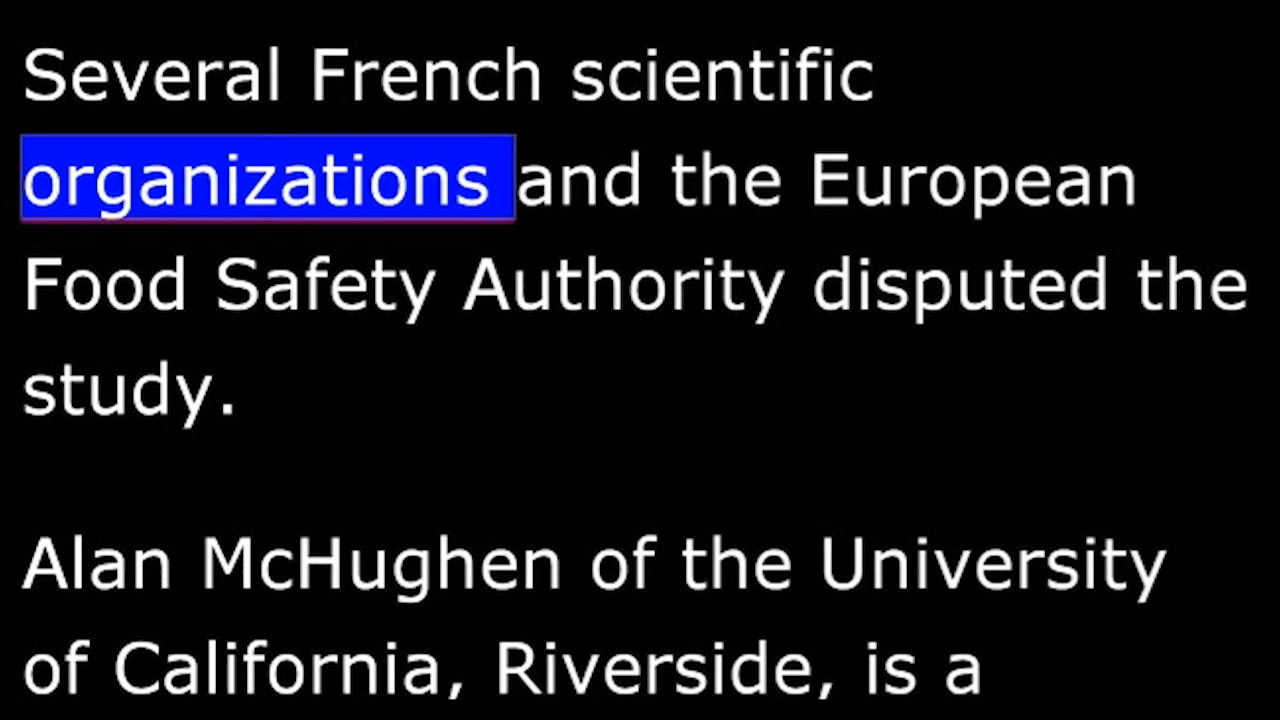 Several French scientific
organizations and the European
Food Safety Authority disputed the
study.
Alan McHughen of the University
of California, Riverside, is a